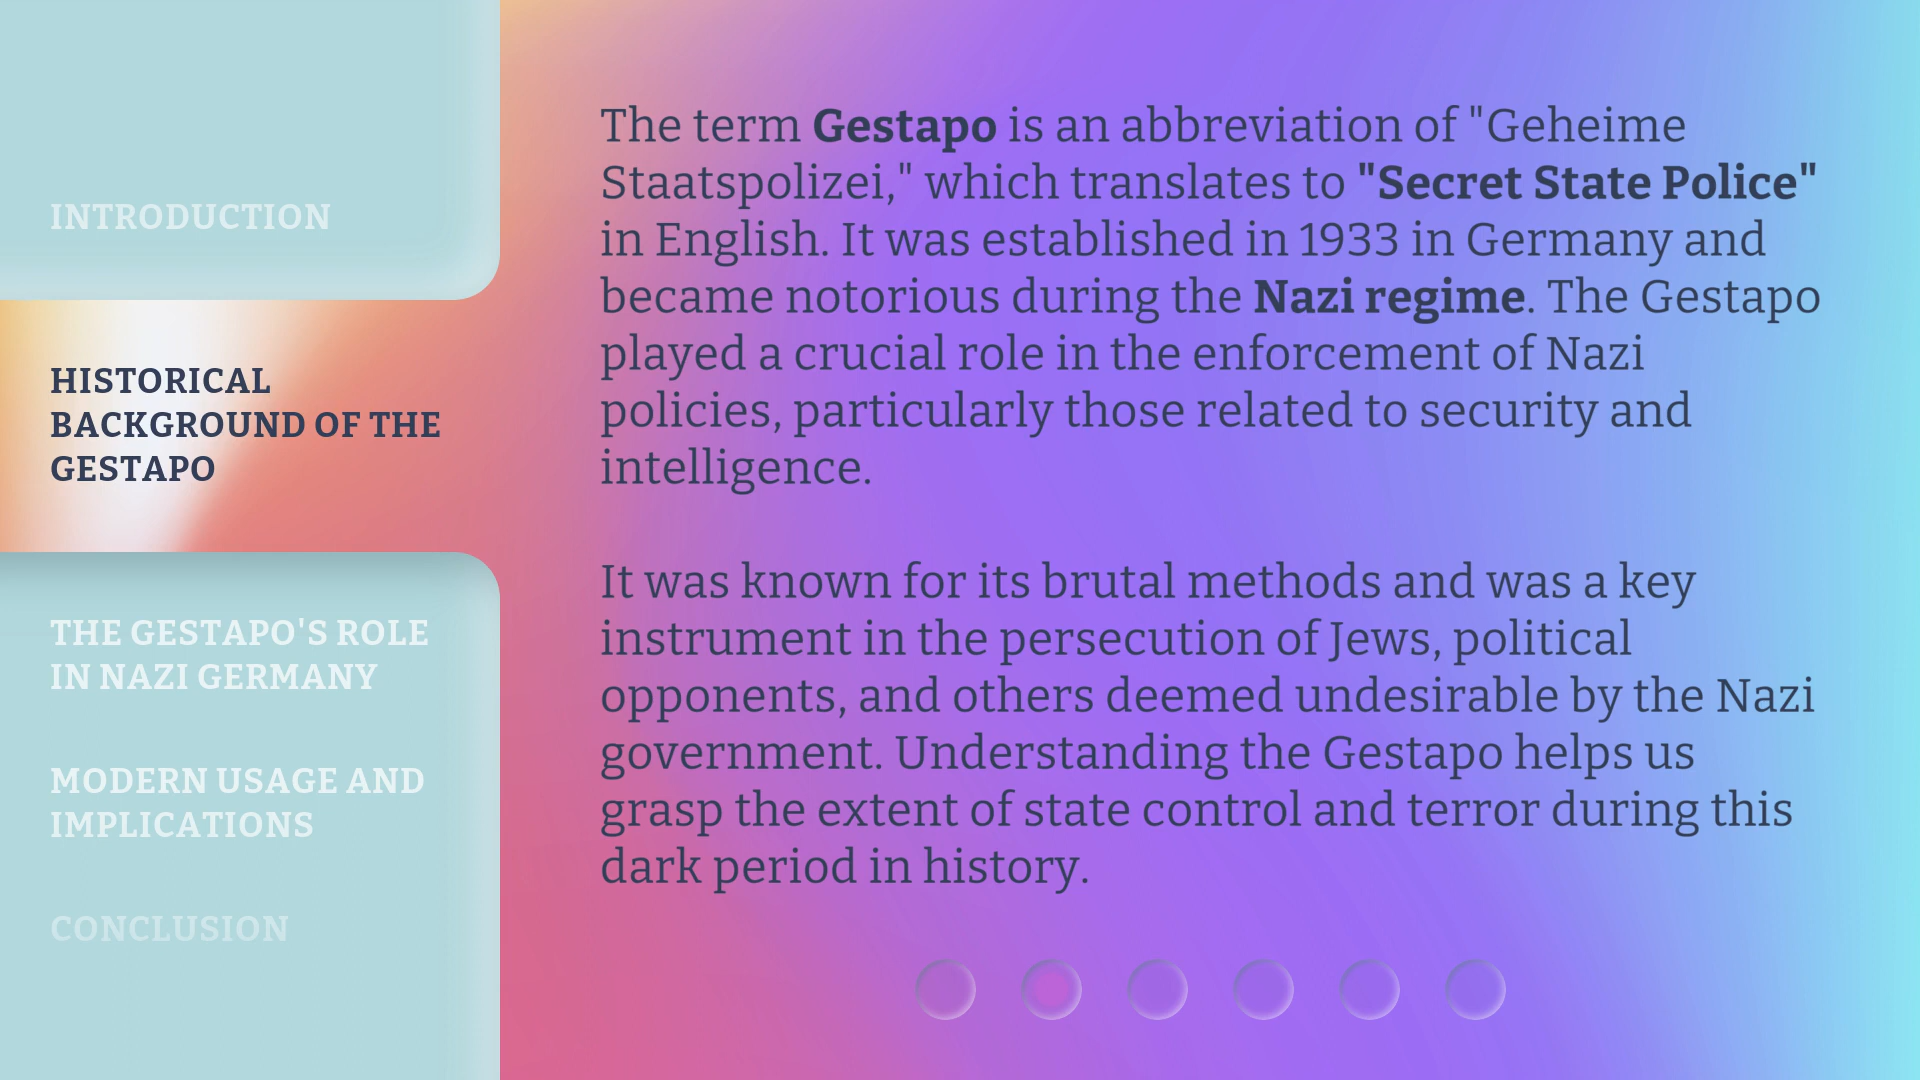 INTRODUCTION
HISTORICAL
BACKGROUND OF THE
GESTAPO
THE GESTAPO'S ROLE
IN NAZI GERMANY
MODERN USAGE AND
IMPLICATIONS
CONCLUSION
The term Gestapo is an abbreviation of "Geheime
Staatspolizei," which translates to "Secret State Police"
in English. It was established in 1933 in Germany and
became notorious during the Nazi regime. The Gestapo
played a crucial role in the enforcement of Nazi
policies, particularly those related to security and
intelligence.
It was known for its brutal methods and was a key
instrument in the persecution of Jews, political
opponents, and others deemed undesirable by the Nazi
government. Understanding the Gestapo helps us
grasp the extent of state control and terror during this
dark period in history.